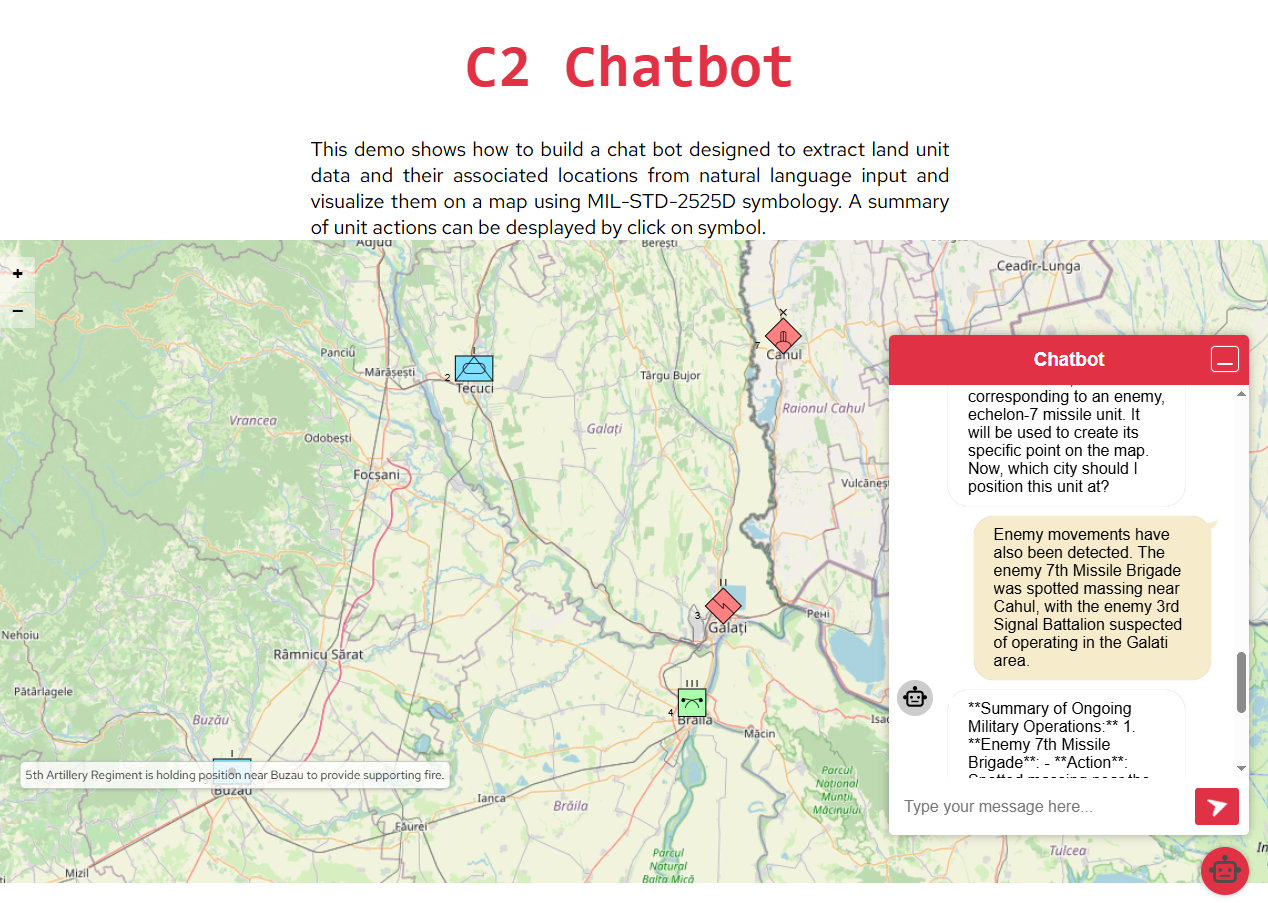 C2 Chatbot
This demo shows how to build a chat bot designed to extract land unit
data and their associated locations from natural language input and
visualize them on a map using MIL-STD-2525D symbology. A summary
of unit actions can be desplayed by click on symbol.
Adjud
Berești
Ceadîr-Lunga
+
−
X
7
Cahul
Panciu
Mărășești
I
2
Tecuci
Târgu Bujor
Raionul Cahul
Vrancea
Galați
Odobești
Focșani
Vulcănești
II
3
Galați
Рени
Nehoiu
Râmnicu Sărat
Pătârlagele
III
4
Brăila
Isac
Măcin
Buzău
I
5th Artillery Regiment is holding position near Buzau to provide supporting fire.
Buzău
Ianca
Brăila
Parcul
Național
Munții
Măcinului
Făurei
Mizil
Parcul
Natural
Balta Mică
Tulcea
Chatbot
corresponding to an enemy,
echelon-7 missile unit. It
will be used to create its
specific point on the map.
Now, which city should I
position this unit at?
Enemy movements have
also been detected. The
enemy 7th Missile Brigade
was spotted massing near
Cahul, with the enemy 3rd
Signal Battalion suspected
of operating in the Galati
area.
**Summary of Ongoing
Military Operations:** 1.
**Enemy 7th Missile
Brigade**: - **Action**:
Spotted massing near the
Type your message here...